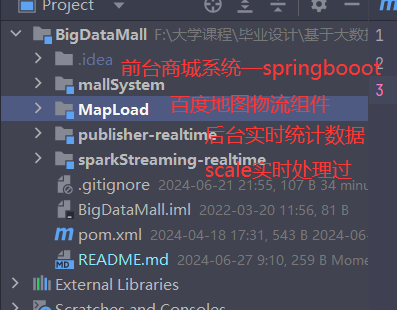 Project
BigDataMall F:\大学课程\毕业设计\基于大数据
.idea
前台商城系统—springbooot
mallSystem
MapLoad
百度地图物流组件
publisher-realtime
后台实时统计数据
sparkStreaming-realtime
scale实时处理过
.gitignore 2024-06-21 21:55, 107 B 34 minu
BigDataMall.iml 2022-03-20 11:56, 81 B
pom.xml 2024-04-18 17:31, 543 B 2024-06-
README.md 2024-06-27 9:10, 259 B Mome
External Libraries
Scratches and Consoles
1
2
3